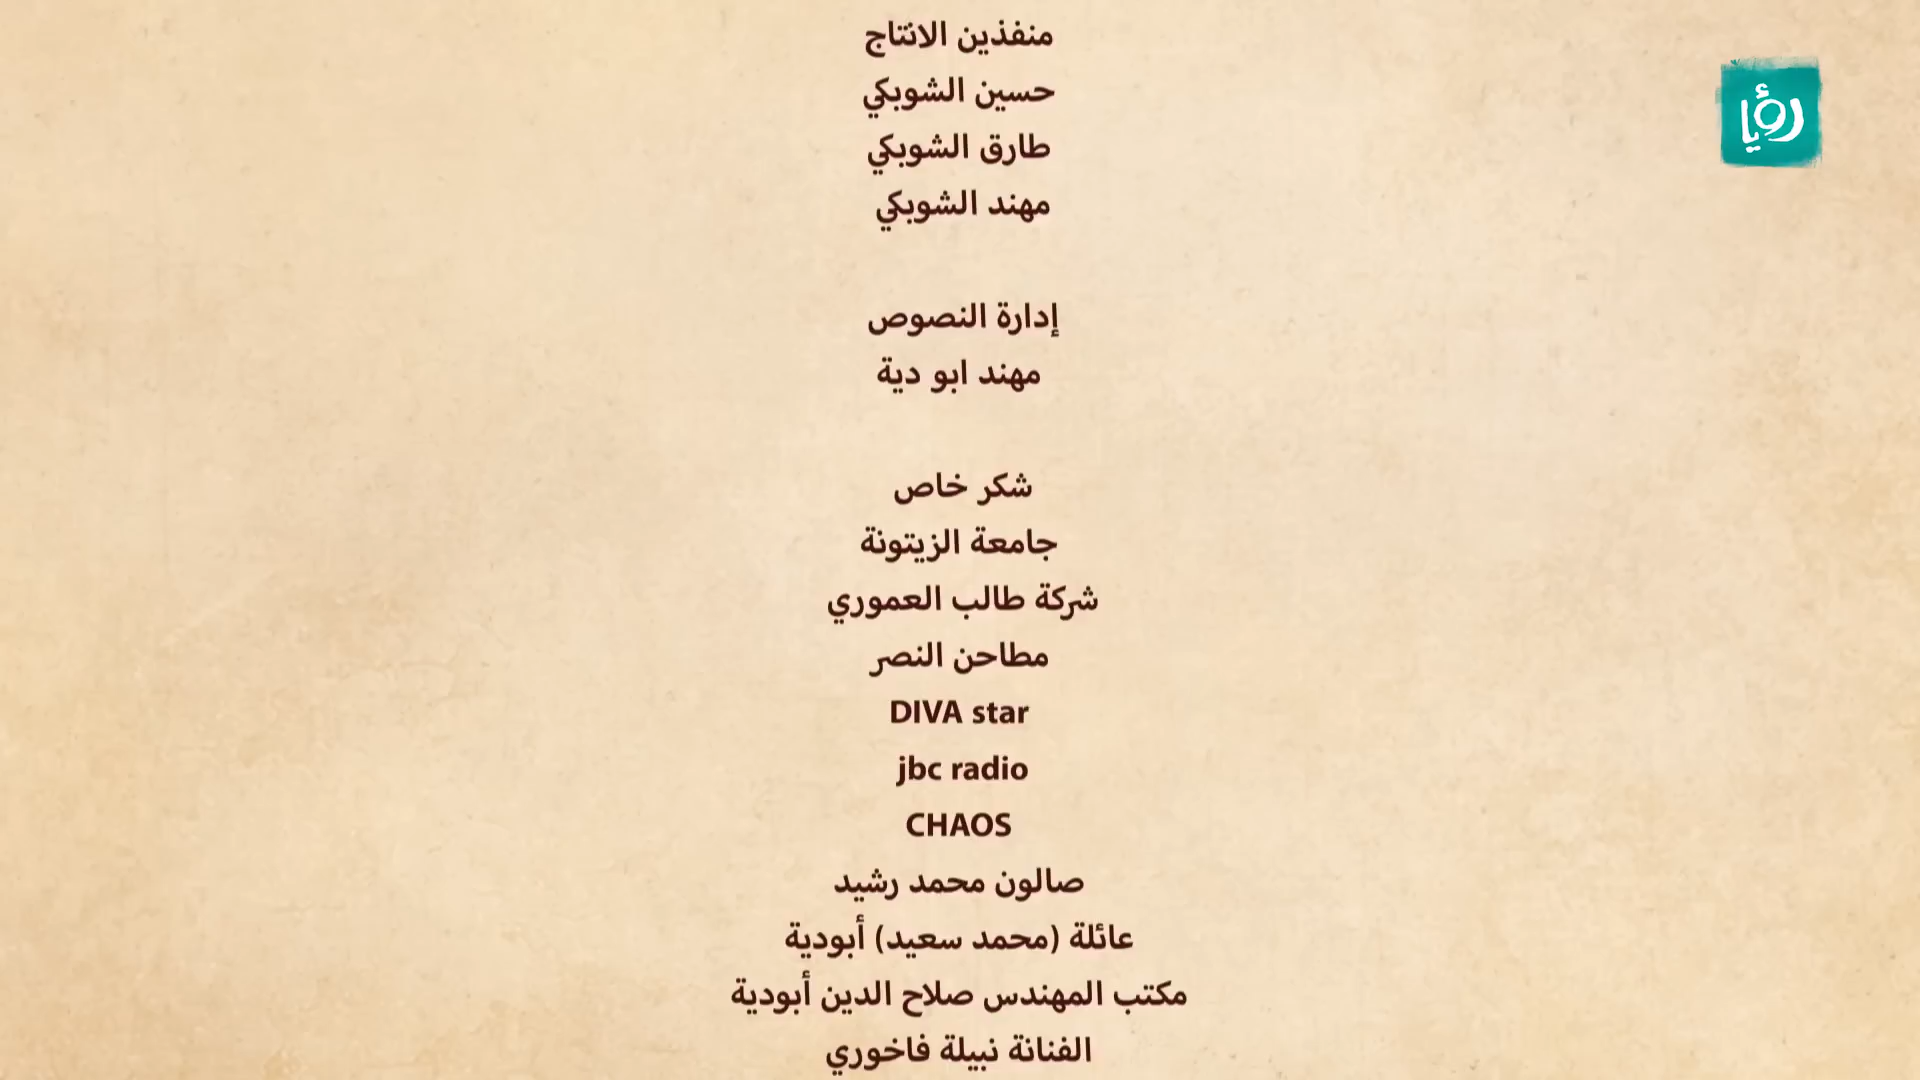 منفذين الانتاج
رؤيا
حسين الشوبكي
طارق الشوبكي
مهند الشوبكي
إدارة النصوص
مهند ابو دية
شكر خاص
جامعة الزيتونة
شركة طالب العموري
مطاحن النصر
DIVA star
jbc radio
CHAOS
صالون محمد رشيد
عائلة (محمد سعيد) أبودية
مكتب المهندس صلاح الدين أبودية
الفنانة نبيلة فاخوري